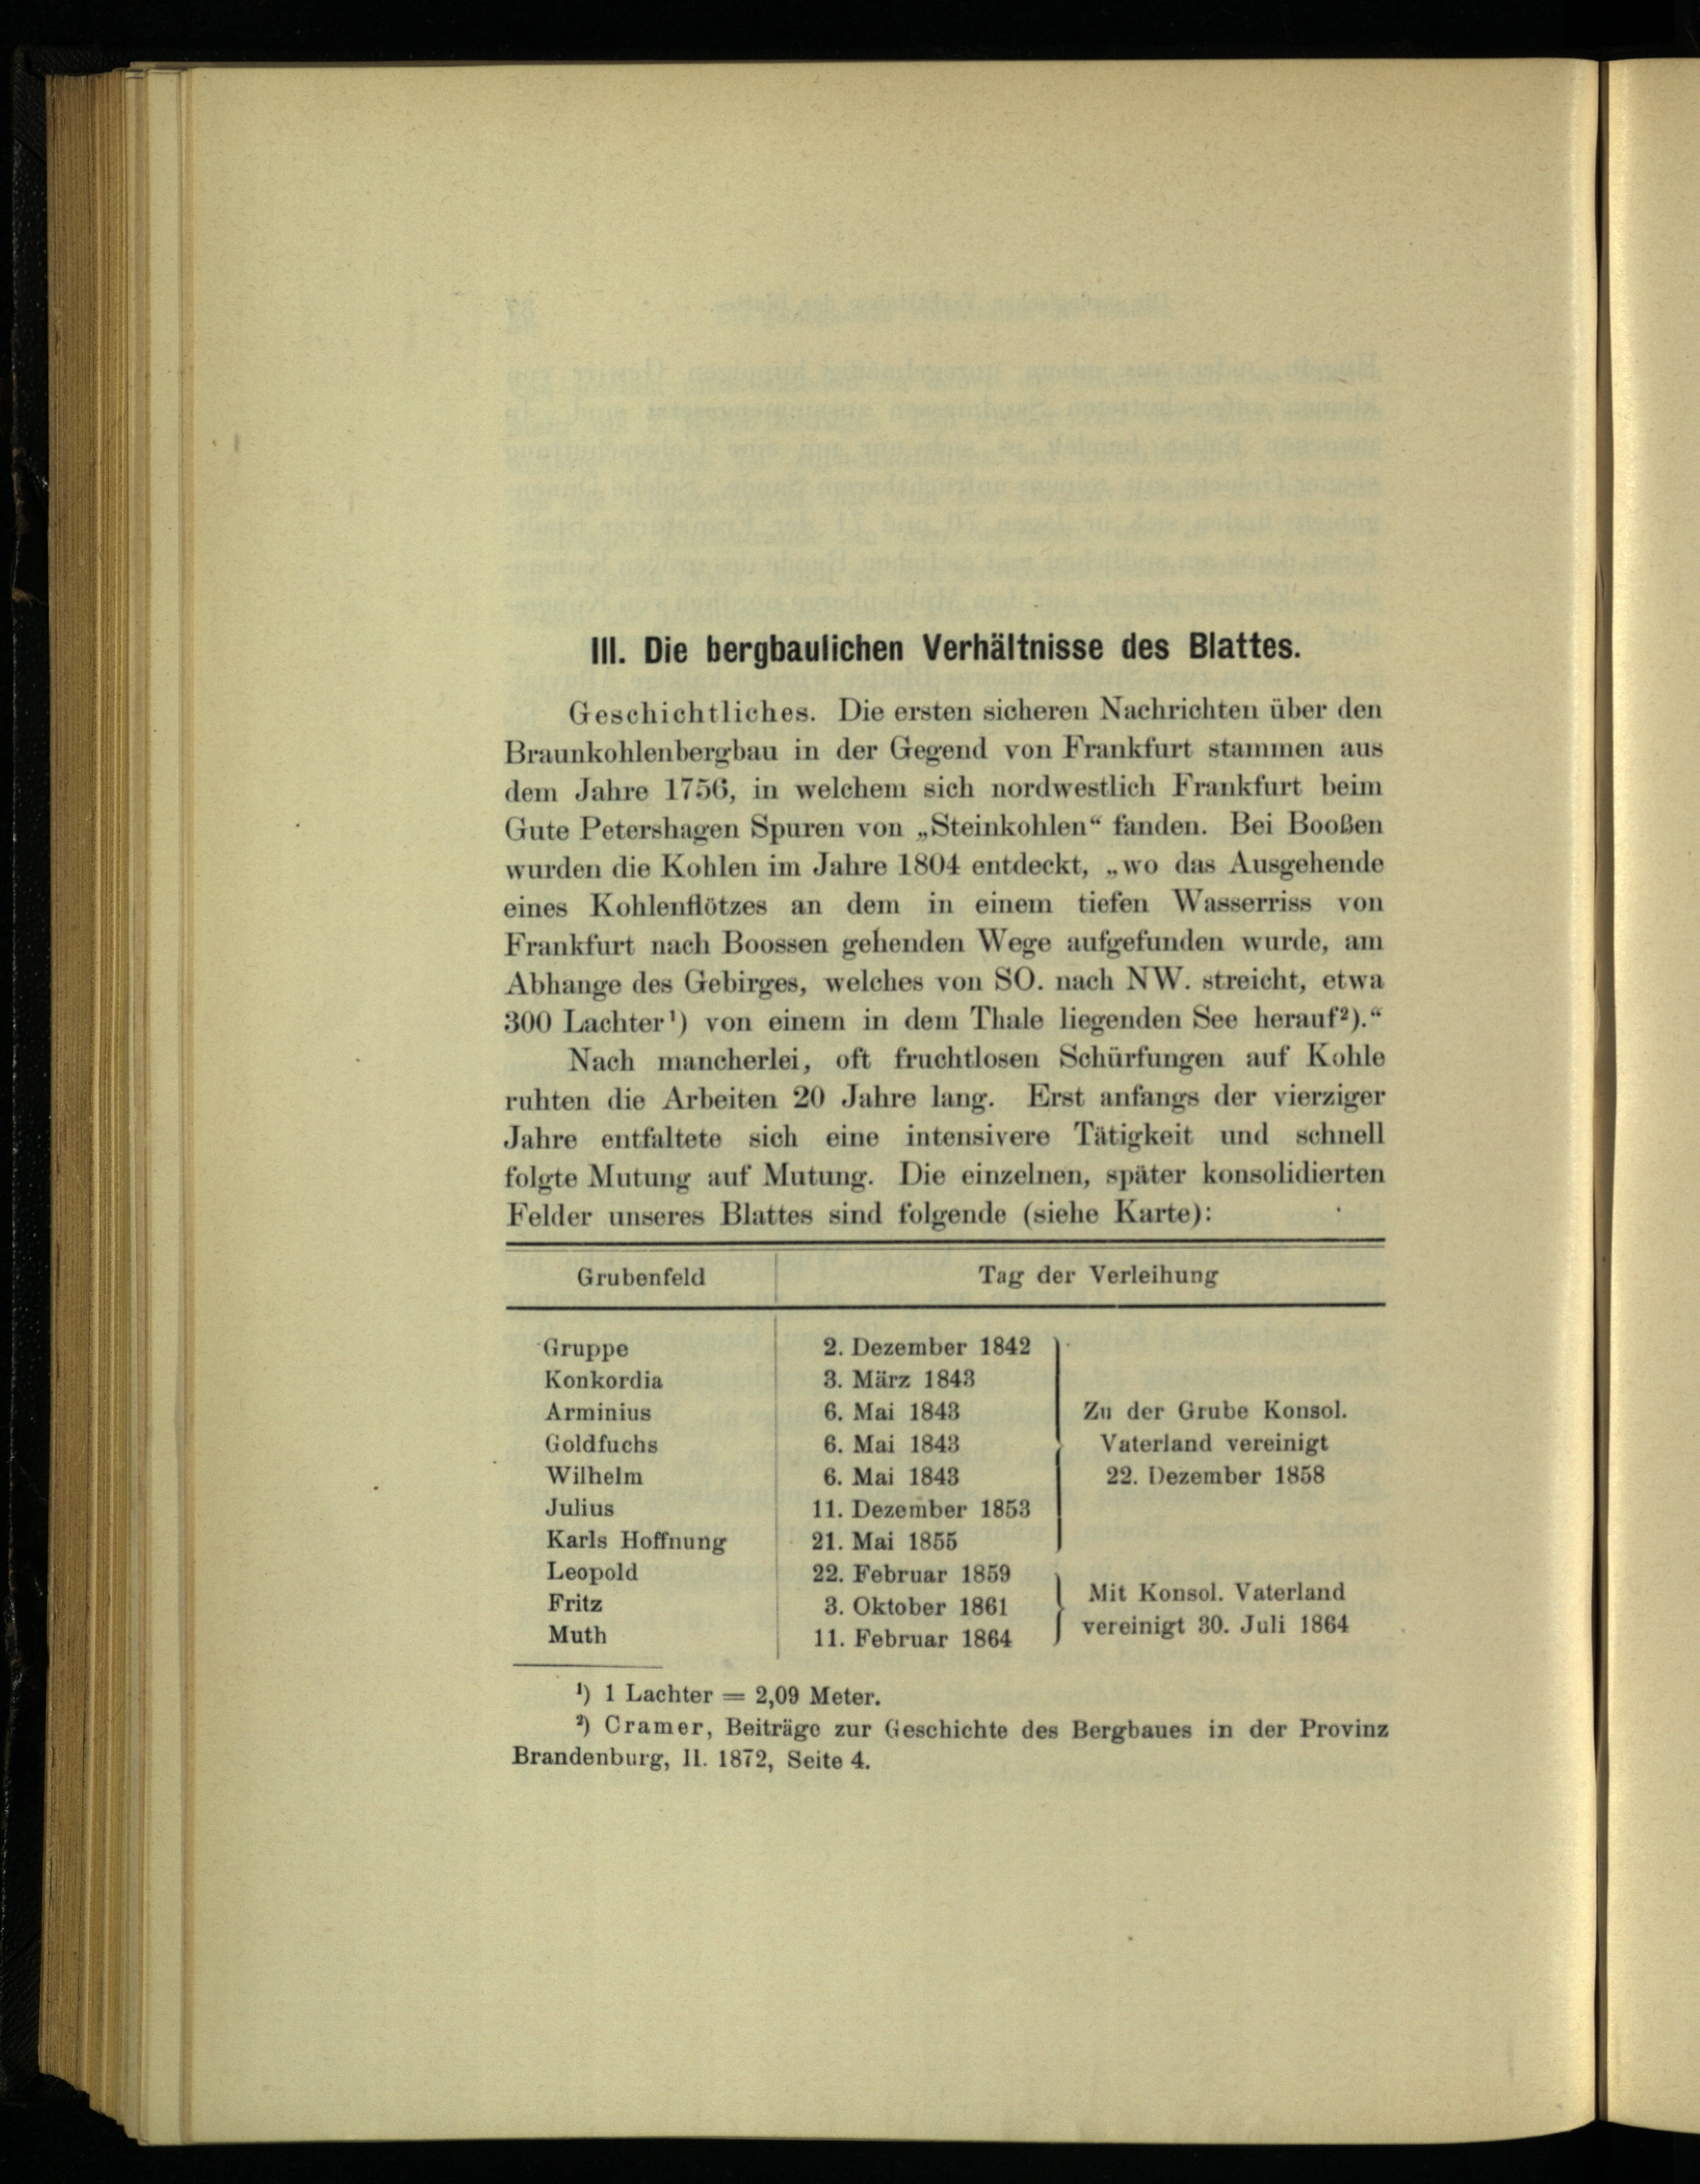 III. Die bergbaulichen Verhältnisse des Blattes.
Geschichtliches. Die ersten sicheren Nachrichten über den
Braunkohlenbergbau in der Gegend von Frankfurt stammen aus
dem Jahre 1756, in welchem sich nordwestlich Frankfurt beim
Gute Petershagen Spuren von „Steinkohlen“ fanden. Bei Booßen
wurden die Kohlen im Jahre 1804 entdeckt, „wo das Ausgehende
eines Kohlenflötzes an dem in einem tiefen Wasserriss von
Frankfurt nach Boossen gehenden Wege aufgefunden wurde, am
Abhange des Gebirges, welches von SO. nach NW. streicht, etwa
300 Lachter¹) von einem in dem Thale liegenden See herauf²).“
Nach mancherlei, oft fruchtlosen Schürfungen auf Kohle
ruhten die Arbeiten 20 Jahre lang. Erst anfangs der vierziger
Jahre entfaltete sich eine intensivere Tätigkeit und schnell
folgte Mutung auf Mutung. Die einzelnen, später konsolidierten
Felder unseres Blattes sind folgende (siehe Karte):
Grubenfeld Tag der Verleihung
Gruppe 2. Dezember 1842
Konkordia 3. März 1843
Arminius 6. Mai 1843 Zu der Grube Konsol.
Goldfuchs 6. Mai 1843 Vaterland vereinigt
Wilhelm 6. Mai 1843 22. Dezember 1858
Julius 11. Dezember 1853
Karls Hoffnung 21. Mai 1855
Leopold 22. Februar 1859
Fritz 3. Oktober 1861 Mit Konsol. Vaterland
Muth 11. Februar 1864 vereinigt 30. Juli 1864
¹) 1 Lachter = 2,09 Meter.
²) Cramer, Beiträge zur Geschichte des Bergbaues in der Provinz
Brandenburg, II. 1872, Seite 4.